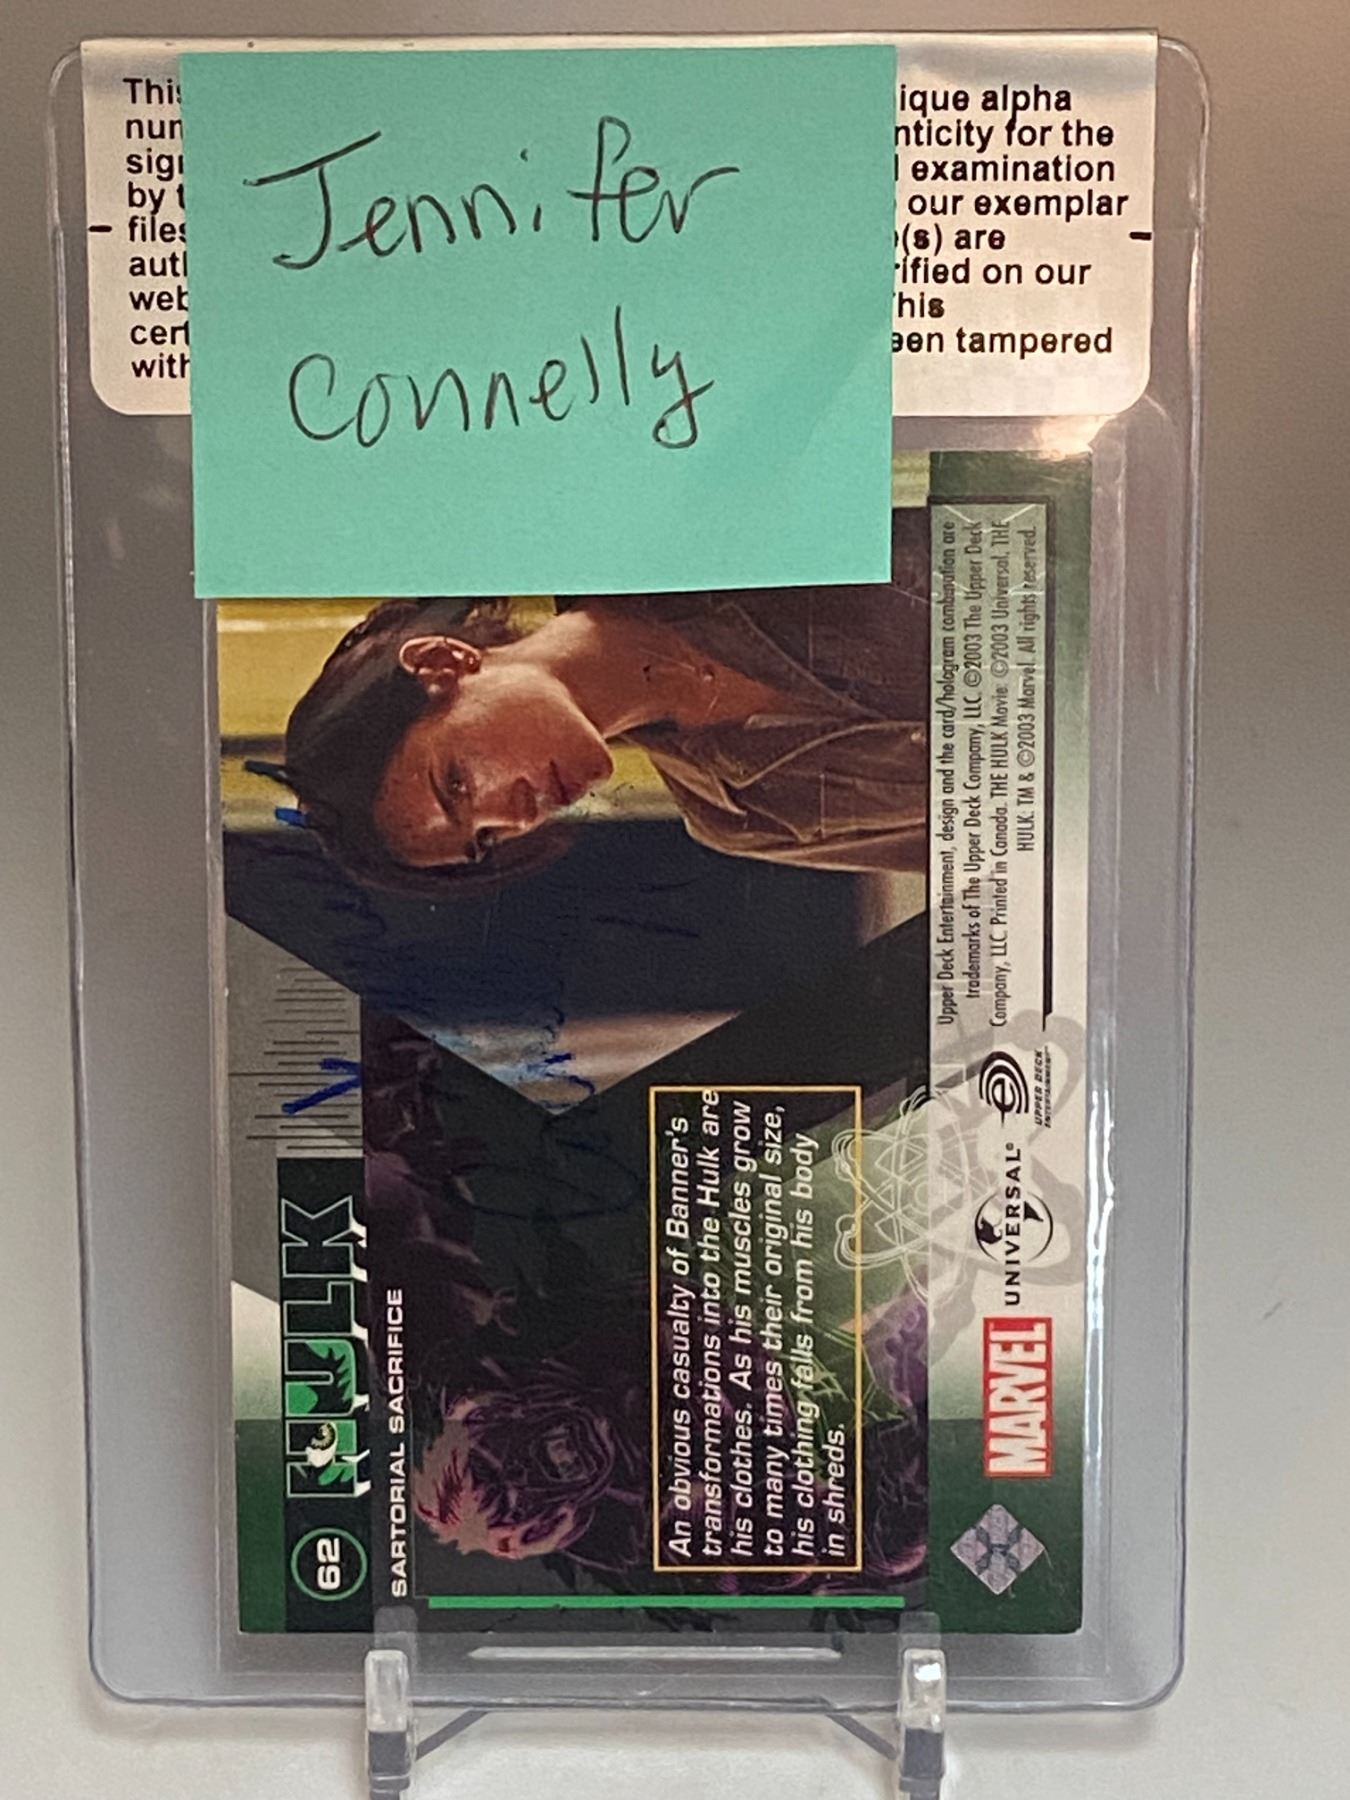 This
num
sign
by t
files
auth
web
cert
with
ique alpha
nticity for the
examination
our exemplar
(s) are
rified on our
his
een tampered
Jennifer
Connelly
62
HULK
SARTORIAL SACRIFICE
An obvious casualty of Banner's
transformations into the Hulk are
his clothes. As his muscles grow
to many times their original size,
his clothing falls from his body
in shreds.
Upper Deck Entertainment, design and the card/hologram combination are
trademarks of The Upper Deck Company, LLC. ©2003 The Upper Deck
Company, LLC. Printed in Canada. THE HULK Movie: ©2003 Universal. THE
HULK: TM & ©2003 Marvel. All rights reserved.
MARVEL
UNIVERSAL
UPPER DECK
ENTERTAINMENT